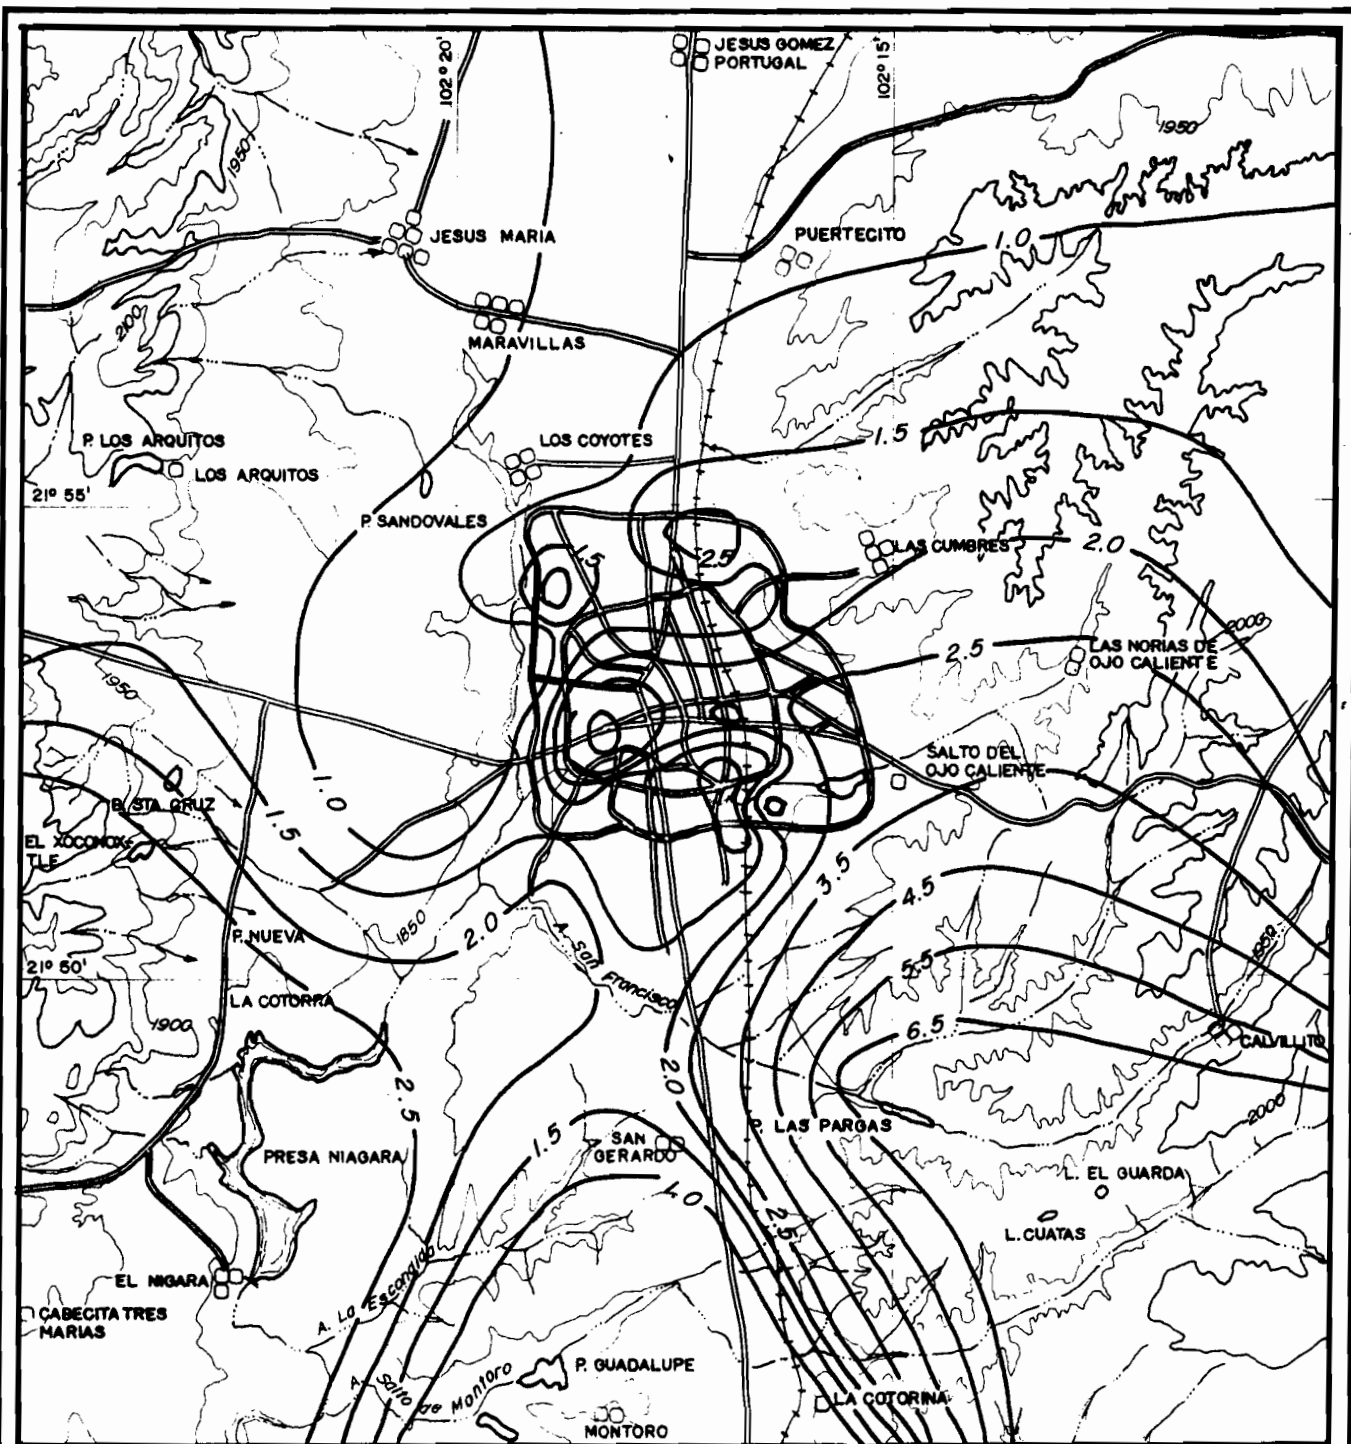 JESUS GOMEZ
PORTUGAL
102° 20'
102° 15'
1950
1950
JESUS MARIA
PUERTECITO
1.0
2100
MARAVILLAS
P. LOS ARQUITOS
LOS ARQUITOS
LOS COYOTES
1.5
21° 55'
P. SANDOVALES
1.5
2.5
LAS CUMBRES
2.0
2000
2.5
LAS NORIAS DE
OJO CALIENTE
1950
SALTO DEL
OJO CALIENTE
1.0
1.5
B. STA. CRUZ
EL XOCONOX-
TLE
3.5
4.5
1850
2.0
P. NUEVA
A. San Francisco
5.5
1950
21° 50'
LA COTORRA
1900
6.5
CALVILLITO
2.5
2.0
2000
P. LAS PARGAS
1.5
SAN
GERARDO
PRESA NIAGARA
L. EL GUARDA
1.0
2.5
L. CUATAS
EL NIGARA
A. La Escondida
CABECITA TRES
MARIAS
P. GUADALUPE
A. Salto de Montoro
LA COTORINA
MONTORO